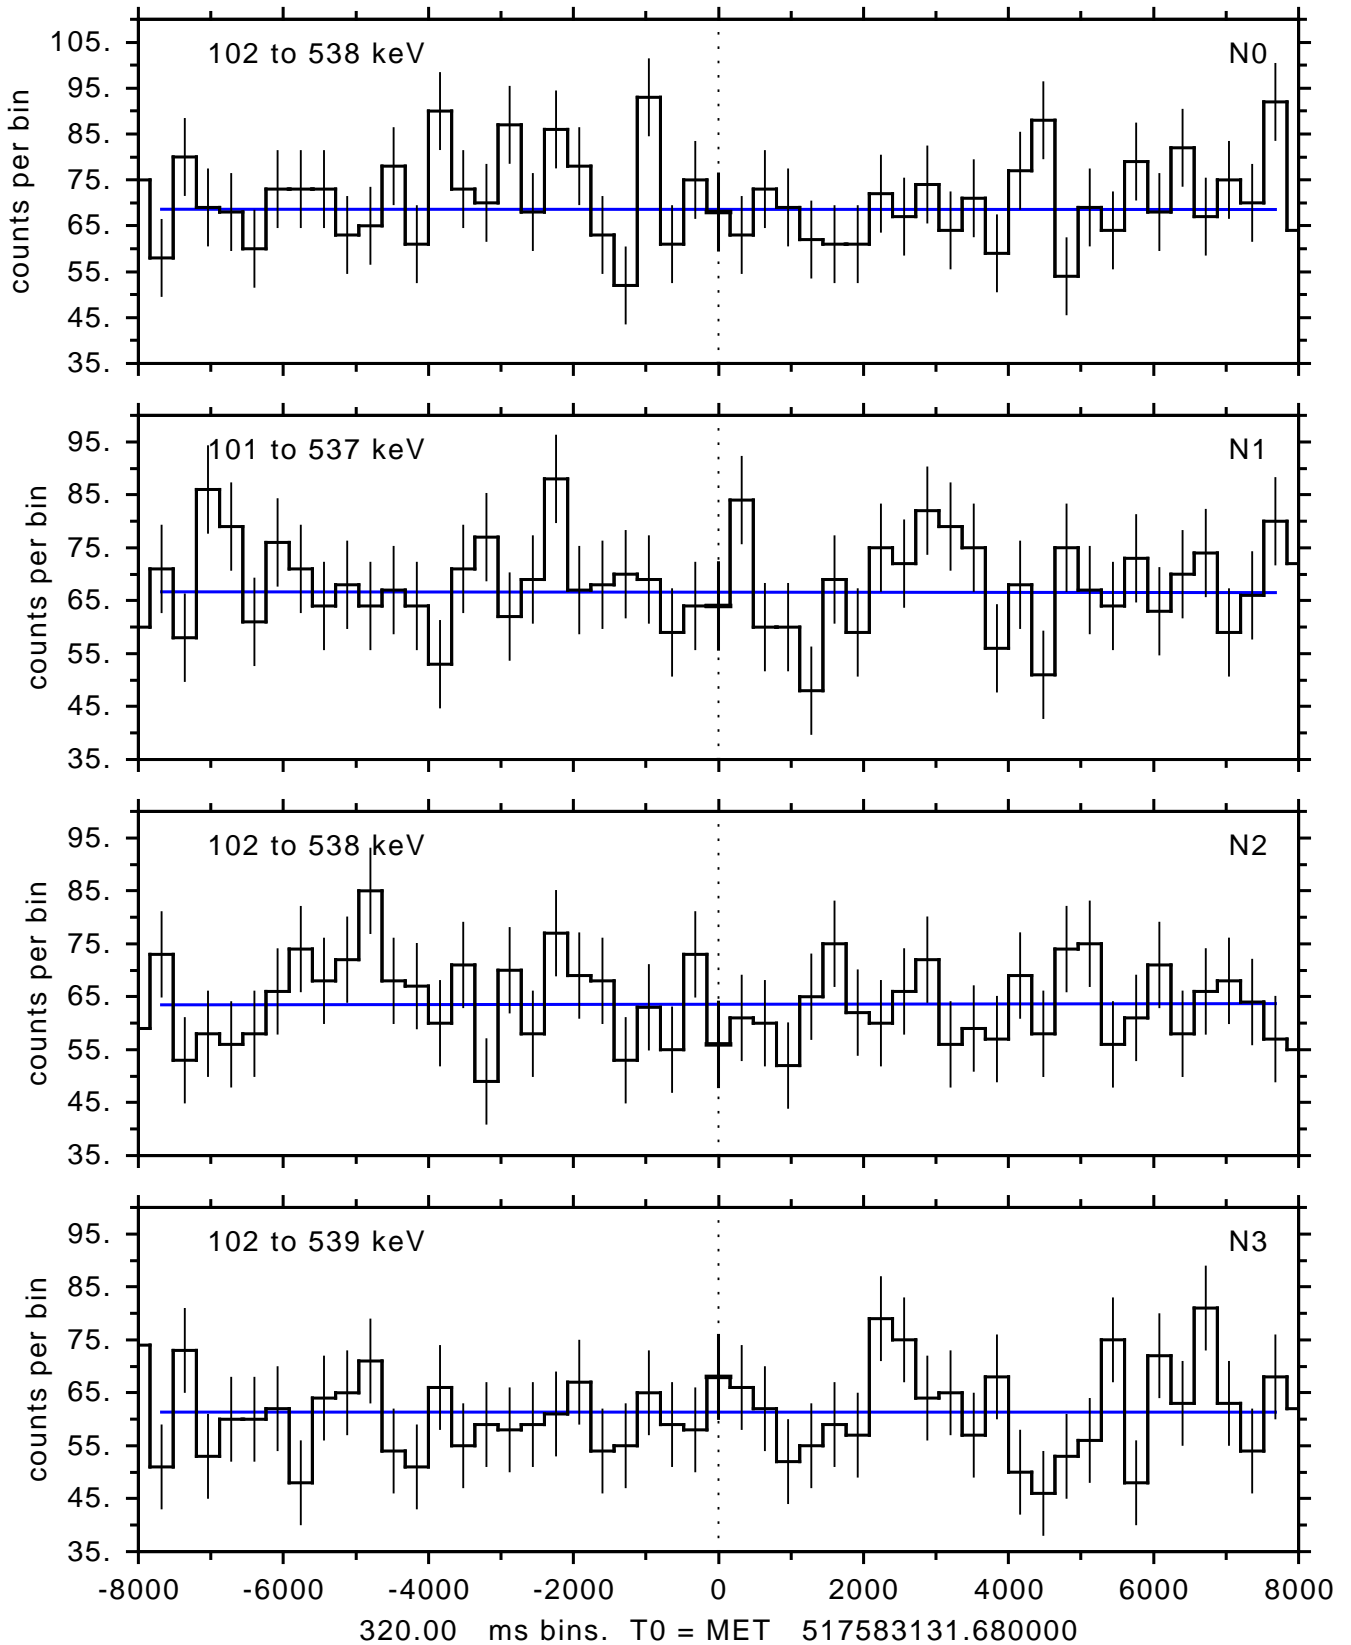 102 to 538 keV N0
105.
95.
85.
75.
65.
55.
45.
35.
counts per bin
101 to 537 keV N1
95.
85.
75.
65.
55.
45.
35.
counts per bin
102 to 538 keV N2
95.
85.
75.
65.
55.
45.
35.
counts per bin
102 to 539 keV N3
95.
85.
75.
65.
55.
45.
35.
counts per bin
-8000 -6000 -4000 -2000 0 2000 4000 6000 8000
320.00 ms bins. T0 = MET 517583131.680000